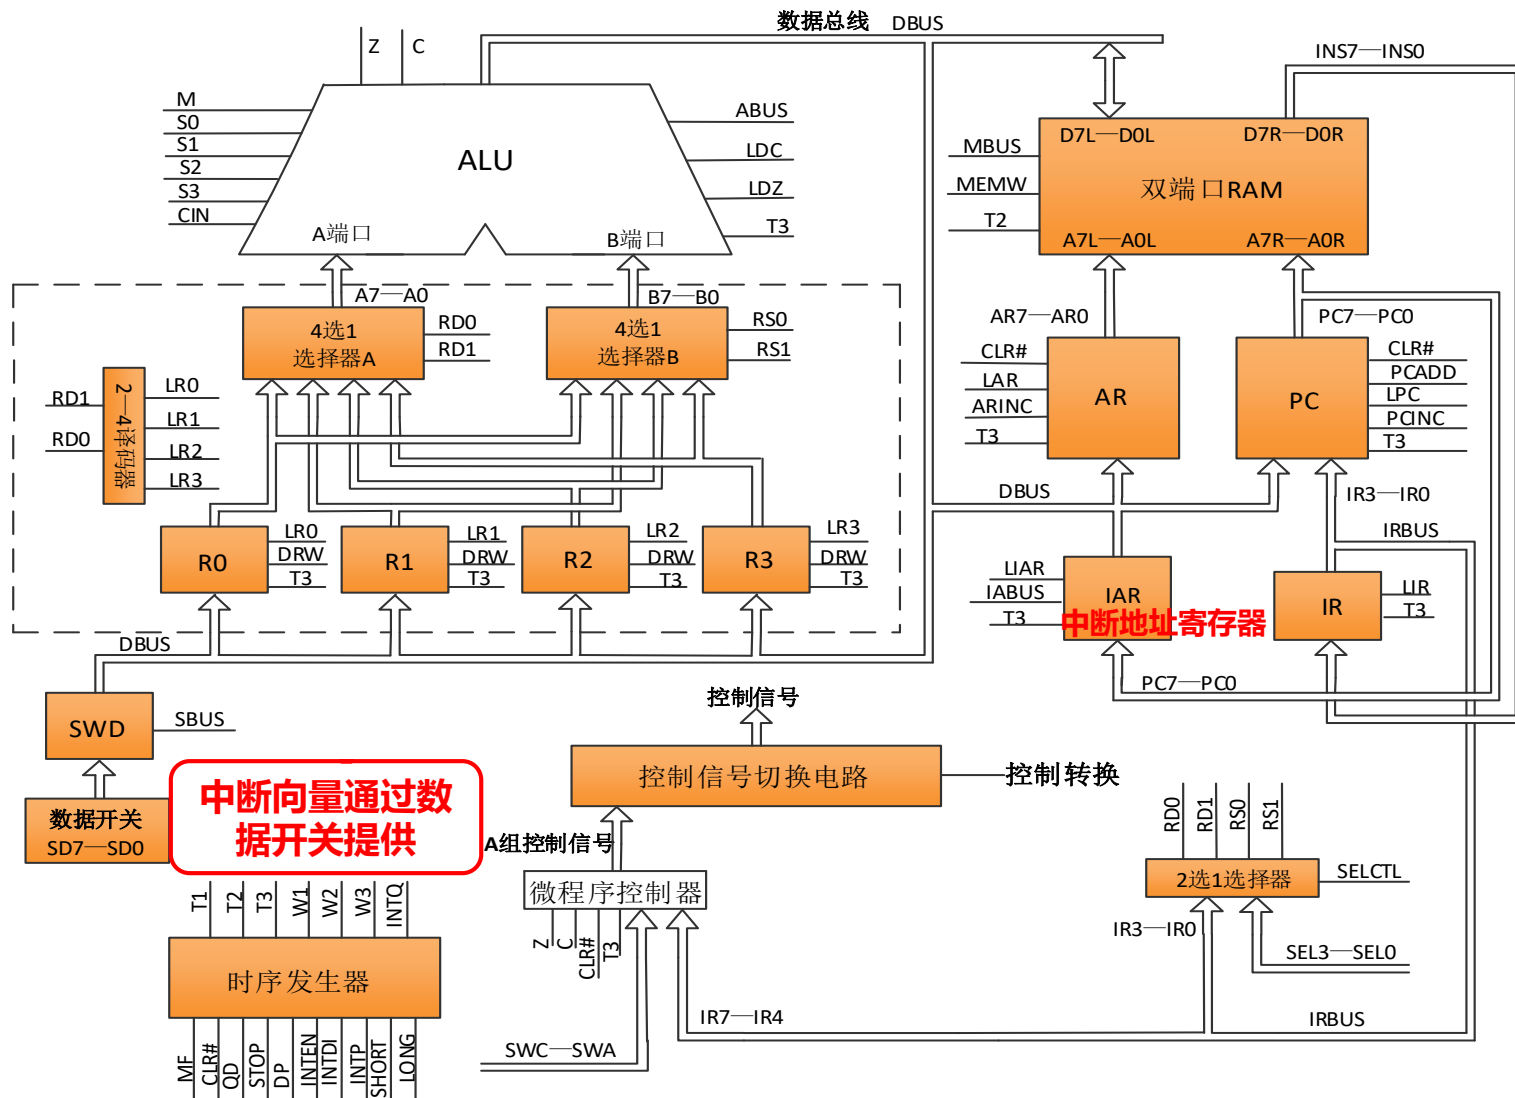 数据总线 DBUS
Z
C
INS7—INS0
M
S0
S1
S2
S3
CIN
ALU
A端口
B端口
ABUS
LDC
LDZ
T3
MBUS
MEMW
T2
D7L—D0L
D7R—D0R
双端口RAM
A7L—A0L
A7R—A0R
A7—A0
B7—B0
4选1
选择器A
RD0
RD1
4选1
选择器B
RS0
RS1
AR7—AR0
PC7—PC0
CLR#
LAR
ARINC
T3
AR
PC
CLR#
PCADD
LPC
PCINC
T3
RD1
RD0
2—4译码器
LR0
LR1
LR2
LR3
DBUS
IR3—IR0
IRBUS
R0
LR0
DRW
T3
R1
LR1
DRW
T3
R2
LR2
DRW
T3
R3
LR3
DRW
T3
LIAR
IABUS
T3
IAR
中断地址寄存器
IR
LIR
T3
DBUS
PC7—PC0
SWD
SBUS
控制信号
控制信号切换电路
控制转换
数据开关
SD7—SD0
中断向量通过数
据开关提供
A组控制信号
微程序控制器
Z
C
CLR#
T3
RD0
RD1
RS0
RS1
2选1选择器
SELCTL
IR3—IR0
SEL3—SEL0
T1
T2
T3
W1
W2
W3
INTQ
时序发生器
MF
CLR#
QD
STOP
DP
INTEN
INTDI
INTP
SHORT
LONG
SWC—SWA
IR7—IR4
IRBUS